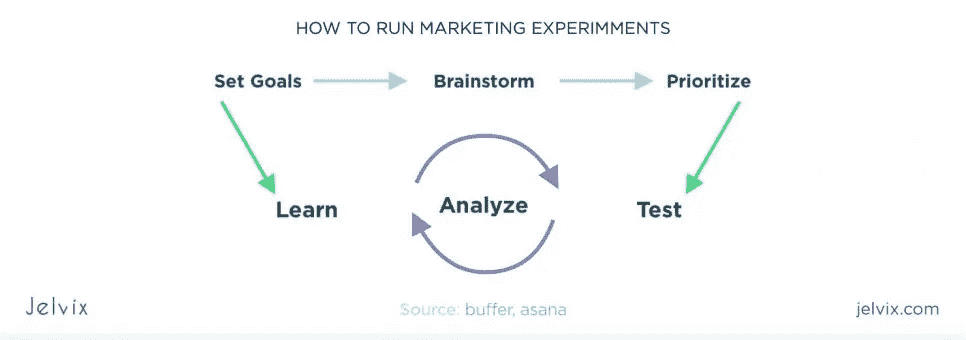 HOW TO RUN MARKETING EXPERIMMENTS
Set Goals Brainstorm Prioritize
Learn Analyze Test
Jelvix Source: buffer, asana jelvix.com